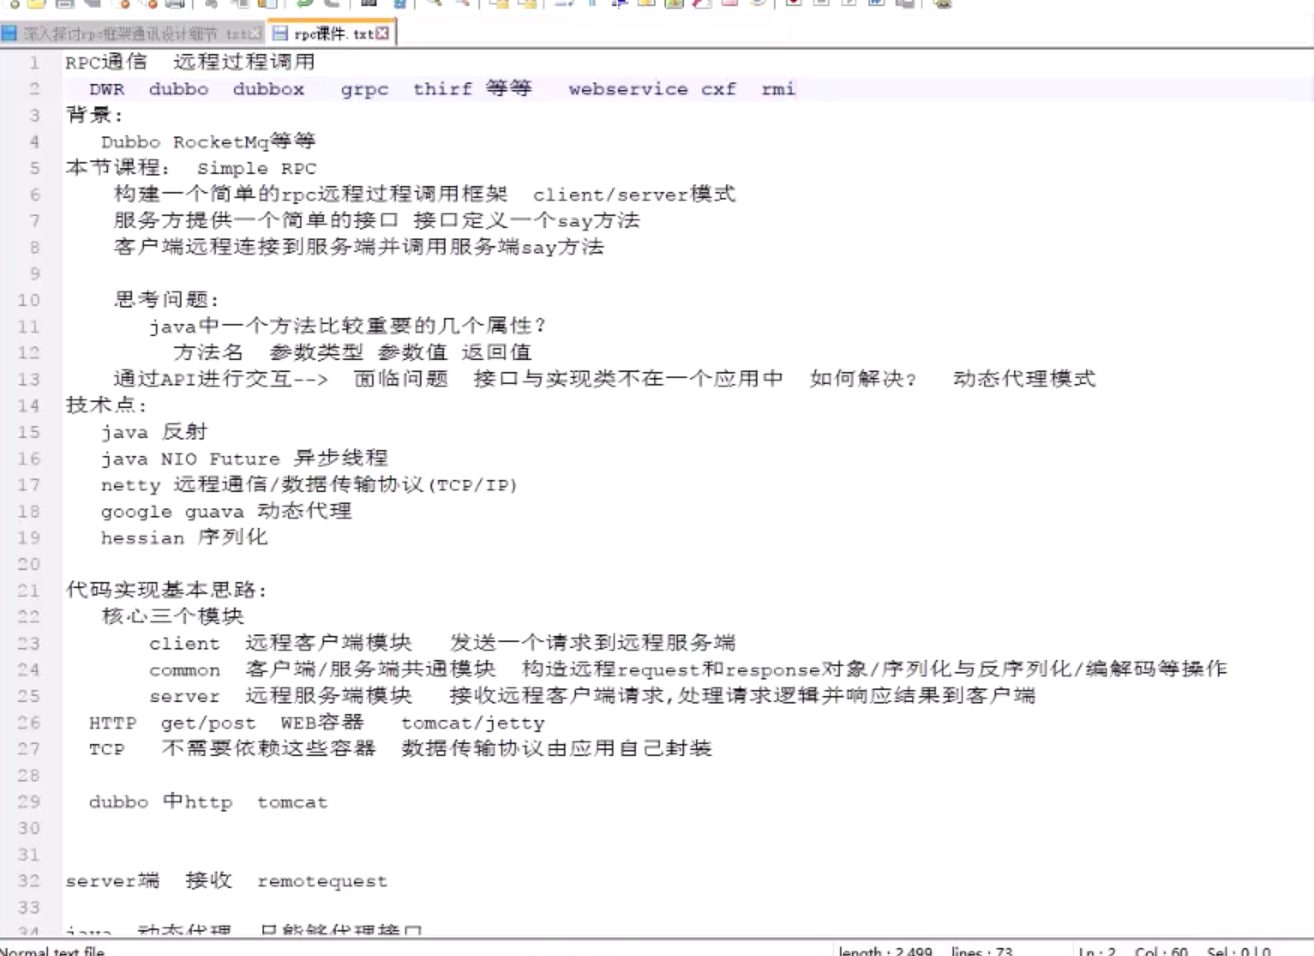 深入探讨rpc框架通讯设计细节.txt
rpc课件.txt
1 RPC通信 远程过程调用
2 DWR dubbo dubbox grpc thirf 等等 webservice cxf rmi
3 背景:
4 Dubbo RocketMq等等
5 本节课程: Simple RPC
6 构建一个简单的rpc远程过程调用框架 client/server模式
7 服务方提供一个简单的接口 接口定义一个say方法
8 客户端远程连接到服务端并调用服务端say方法
9
10 思考问题:
11 java中一个方法比较重要的几个属性?
12 方法名 参数类型 参数值 返回值
13 通过API进行交互--> 面临问题 接口与实现类不在一个应用中 如何解决? 动态代理模式
14 技术点:
15 java 反射
16 java NIO Future 异步线程
17 netty 远程通信/数据传输协议(TCP/IP)
18 google guava 动态代理
19 hessian 序列化
20
21 代码实现基本思路:
22 核心三个模块
23 client 远程客户端模块 发送一个请求到远程服务端
24 common 客户端/服务端共通模块 构造远程request和response对象/序列化与反序列化/编解码等操作
25 server 远程服务端模块 接收远程客户端请求,处理请求逻辑并响应结果到客户端
26 HTTP get/post WEB容器 tomcat/jetty
27 TCP 不需要依赖这些容器 数据传输协议由应用自己封装
28
29 dubbo 中http tomcat
30
31
32 server端 接收 remotequest
33
34 java 动态代理 只能够代理接口
Normal text file length : 2,499 lines : 73 Ln : 2 Col : 60 Sel : 0 | 0